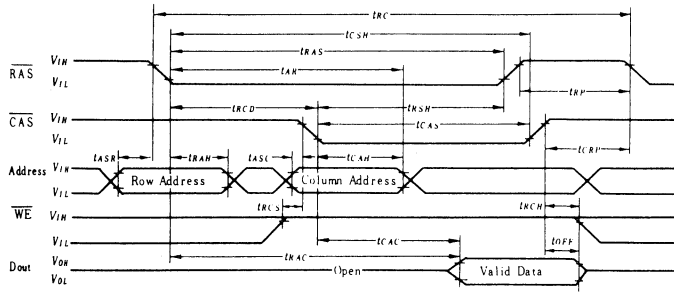 tRC
tCSH
tRAS
RAS VIH
VIL
tAR
tRP
tRCD
tRSH
CAS VIH
VIL
tCAS
tCRP
tASR
tRAH
tASC
tCAH
Address VIH
VIL
Row Address
Column Address
tRCS
tRCH
WE VIH
VIL
tCAC
tOFF
tRAC
Dout VOH
VOL
Open
Valid Data